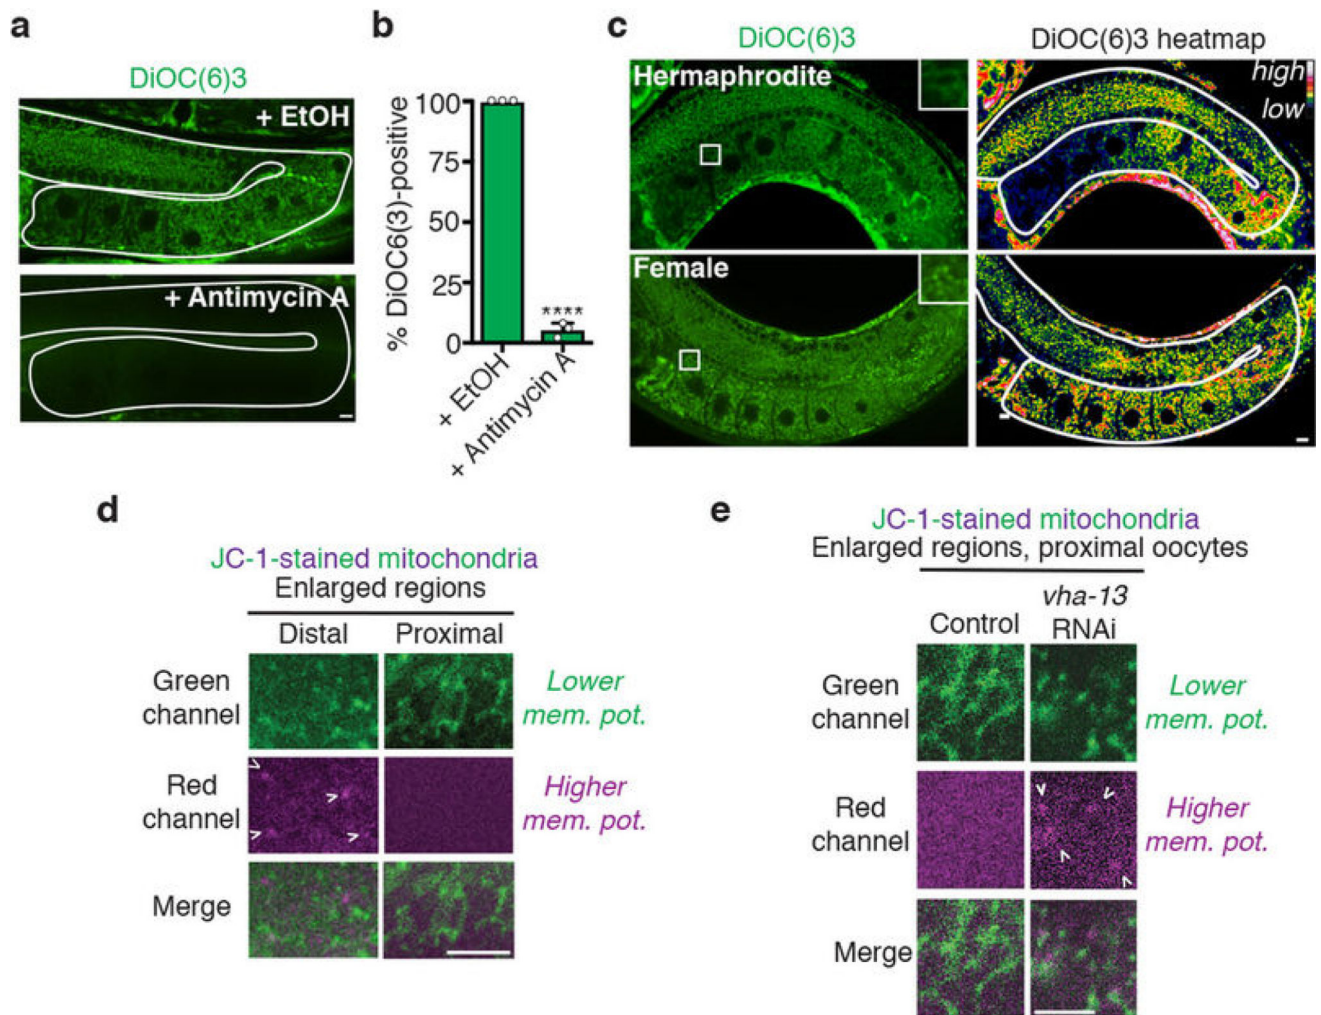 a
DiOC(6)3
+ EtOH
+ Antimycin A
b
% DiOC6(3)-positive
100
75
50
25
0
****
+ EtOH
+ Antimycin A
c
DiOC(6)3
DiOC(6)3 heatmap
Hermaphrodite
high
low
Female
d
JC-1-stained mitochondria
Enlarged regions
Distal
Proximal
Green
channel
Lower
mem. pot.
Red
channel
Higher
mem. pot.
Merge
e
JC-1-stained mitochondria
Enlarged regions, proximal oocytes
Control
vha-13
RNAi
Green
channel
Lower
mem. pot.
Red
channel
Higher
mem. pot.
Merge